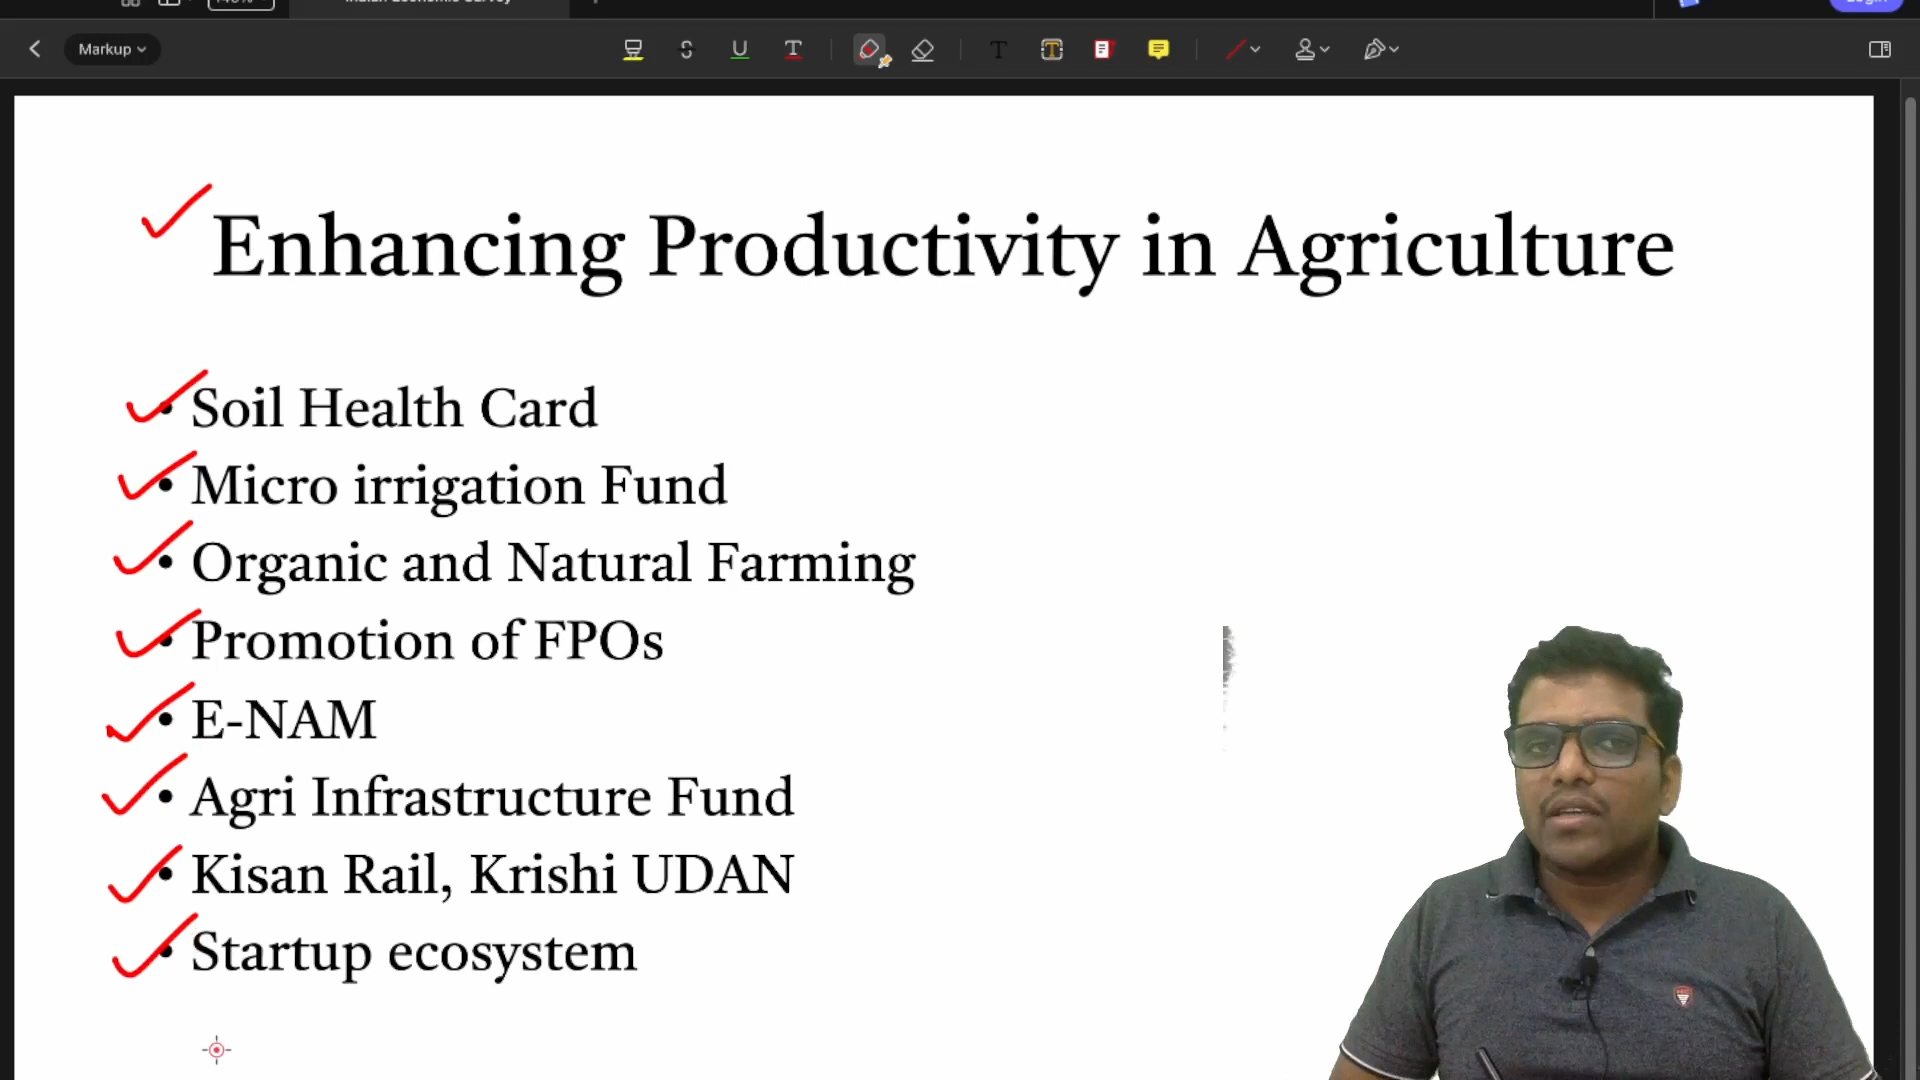 Markup
Enhancing Productivity in Agriculture
• Soil Health Card
• Micro irrigation Fund
• Organic and Natural Farming
• Promotion of FPOs
• E-NAM
• Agri Infrastructure Fund
• Kisan Rail, Krishi UDAN
• Startup ecosystem